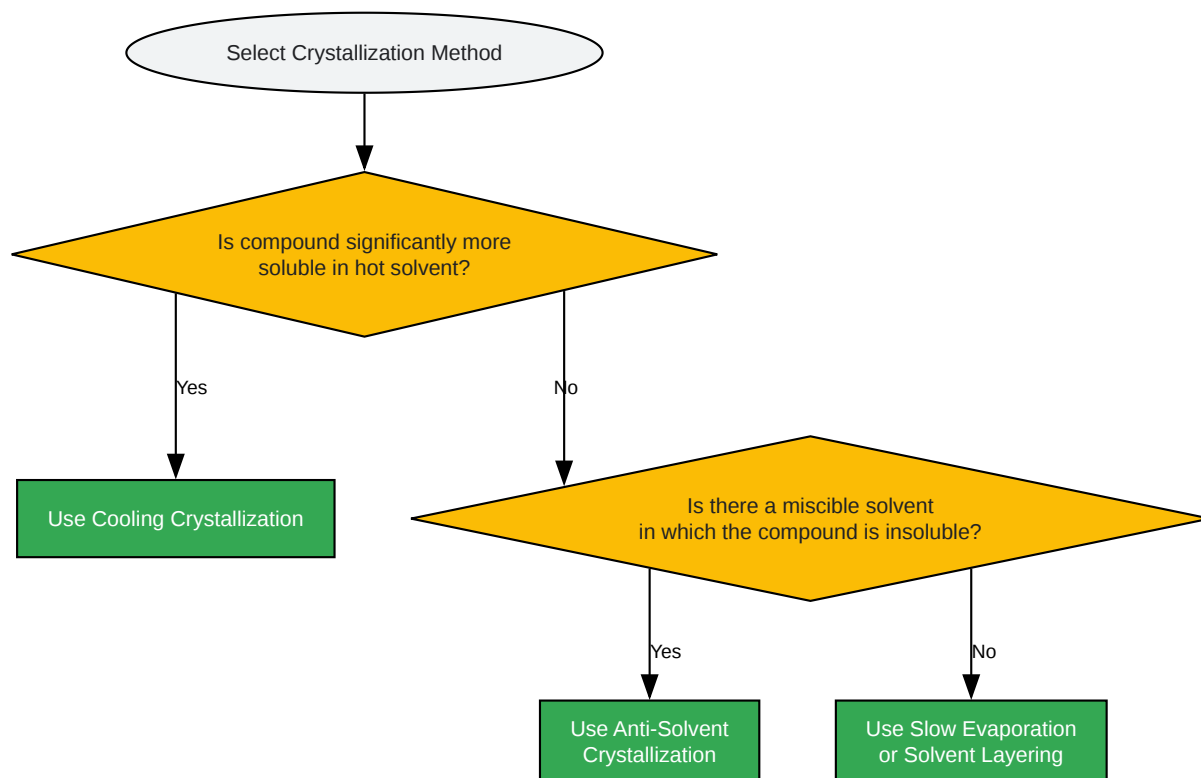 Select Crystallization Method
Is compound significantly more
soluble in hot solvent?
Yes
No
Use Cooling Crystallization
Is there a miscible solvent
in which the compound is insoluble?
Yes
No
Use Anti-Solvent
Crystallization
Use Slow Evaporation
or Solvent Layering